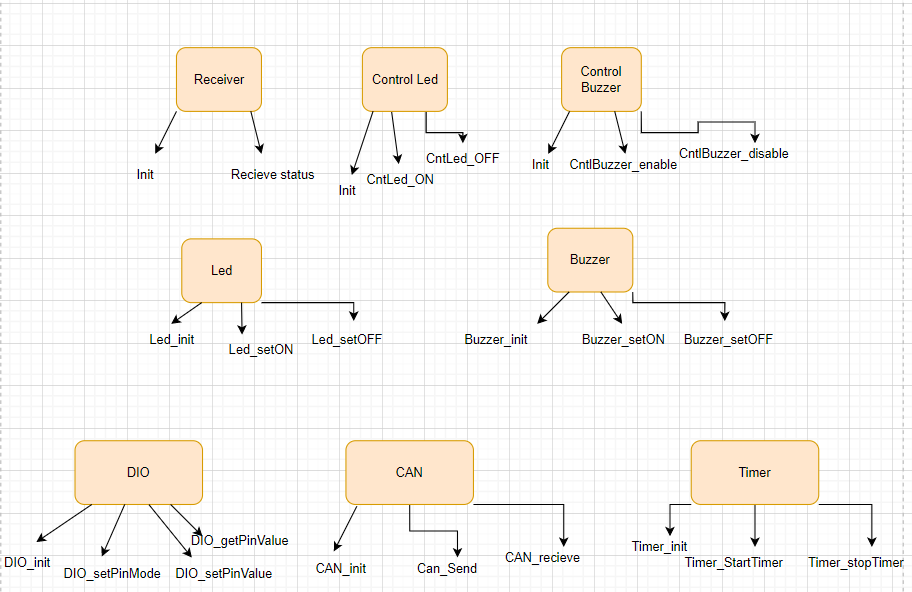 Receiver
Control Led
Control
Buzzer
Init
Recieve status
Init
CntLed_ON
CntLed_OFF
Init
CntlBuzzer_enable
CntlBuzzer_disable
Led
Buzzer
Led_init
Led_setON
Led_setOFF
Buzzer_init
Buzzer_setON
Buzzer_setOFF
DIO
CAN
Timer
DIO_init
DIO_setPinMode
DIO_setPinValue
DIO_getPinValue
CAN_init
Can_Send
CAN_recieve
Timer_init
Timer_StartTimer
Timer_stopTimer